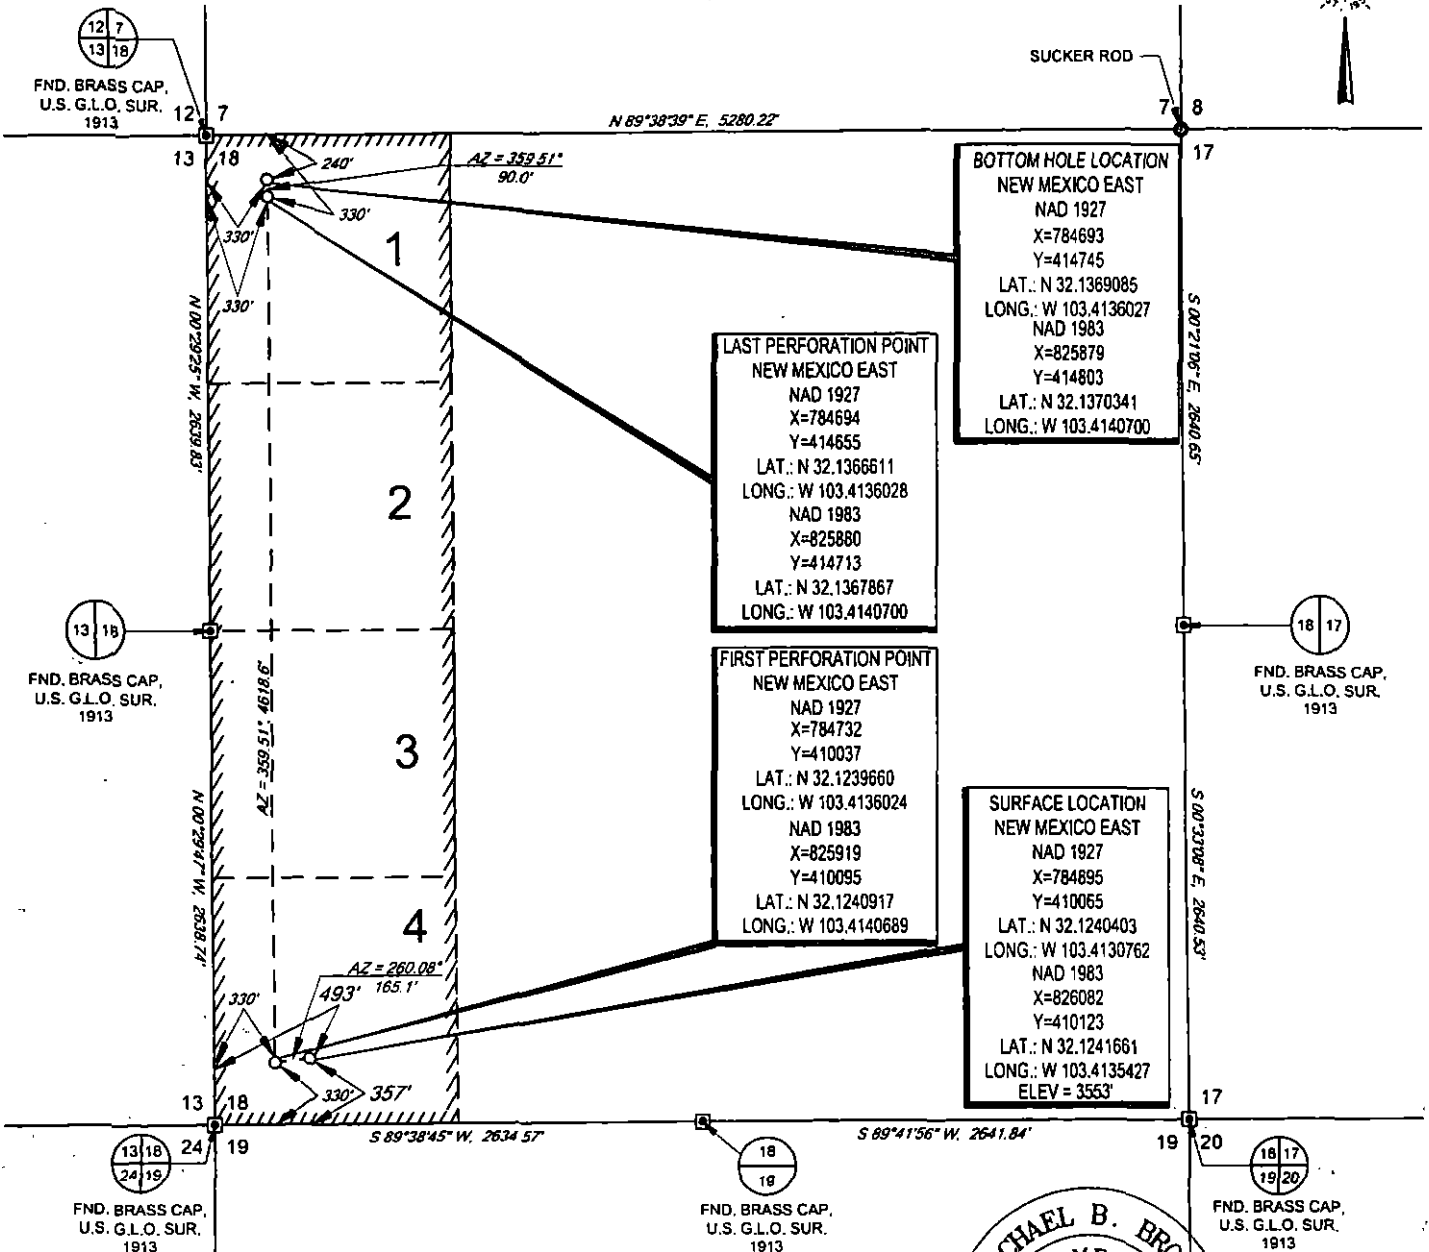 12 7
13 18
FND. BRASS CAP,
U.S. G.L.O. SUR.
1913
12 7
13 18
N 89°38'39" E, 5280.22'
SUCKER ROD
7 8
17
240'
AZ = 359.51°
90.0'
330'
330'
330'
1
2
3
4
BOTTOM HOLE LOCATION
NEW MEXICO EAST
NAD 1927
X=784693
Y=414745
LAT.: N 32.1369085
LONG.: W 103.4136027
NAD 1983
X=825879
Y=414803
LAT.: N 32.1370341
LONG.: W 103.4140700
N 00°29'25" W, 2639.83'
S 00°21'06" E, 2640.65'
LAST PERFORATION POINT
NEW MEXICO EAST
NAD 1927
X=784694
Y=414655
LAT.: N 32.1366611
LONG.: W 103.4136028
NAD 1983
X=825880
Y=414713
LAT.: N 32.1367867
LONG.: W 103.4140700
13 18
FND. BRASS CAP,
U.S. G.L.O. SUR.
1913
18 17
FND. BRASS CAP,
U.S. G.L.O. SUR.
1913
AZ = 359.51°, 4618.6'
FIRST PERFORATION POINT
NEW MEXICO EAST
NAD 1927
X=784732
Y=410037
LAT.: N 32.1239660
LONG.: W 103.4136024
NAD 1983
X=825919
Y=410095
LAT.: N 32.1240917
LONG.: W 103.4140689
SURFACE LOCATION
NEW MEXICO EAST
NAD 1927
X=784895
Y=410065
LAT.: N 32.1240403
LONG.: W 103.4130762
NAD 1983
X=826082
Y=410123
LAT.: N 32.1241661
LONG.: W 103.4135427
ELEV = 3553'
N 00°29'47" W, 2638.74'
S 00°33'08" E, 2640.53'
AZ = 260.08°
165.1'
330'
493'
330'
357'
13 18
24 19
S 89°38'45" W, 2634.57'
S 89°41'56" W, 2641.84'
17
19 20
13 18
24 19
FND. BRASS CAP,
U.S. G.L.O. SUR.
1913
18
19
FND. BRASS CAP,
U.S. G.L.O. SUR.
1913
18 17
19 20
FND. BRASS CAP,
U.S. G.L.O. SUR.
1913
CHAEL B. BRO